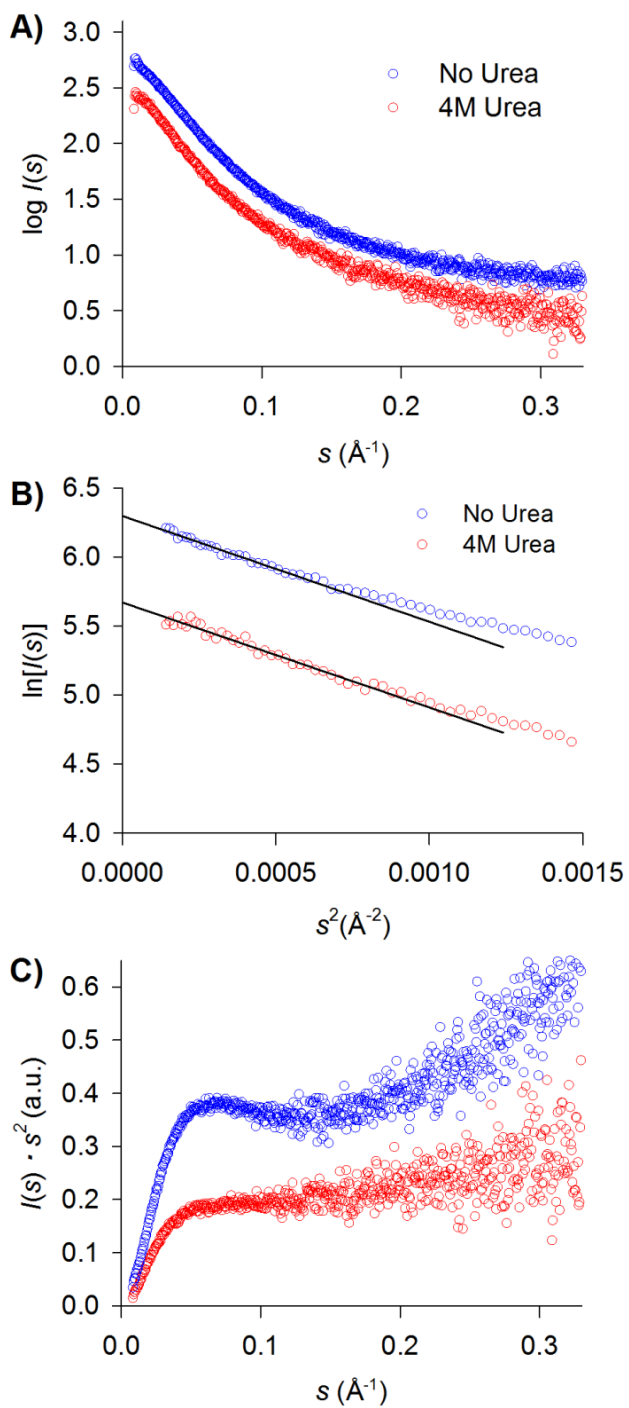 A)
3.0
2.5
2.0
1.5
1.0
0.5
0.0
log I(s)
No Urea
4M Urea
0.0 0.1 0.2 0.3
s (Å⁻¹)
B)
6.5
6.0
5.5
5.0
4.5
4.0
ln[I(s)]
No Urea
4M Urea
0.0000 0.0005 0.0010 0.0015
s²(Å⁻²)
C)
0.6
0.5
0.4
0.3
0.2
0.1
0.0
I(s) · s² (a.u.)
0.0 0.1 0.2 0.3
s (Å⁻¹)